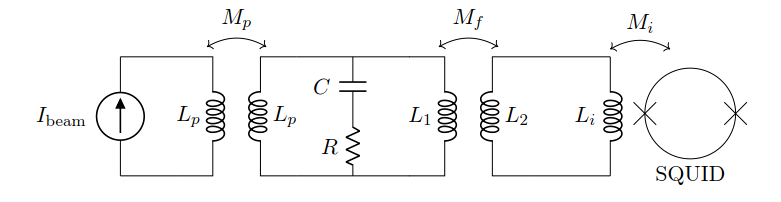 M_p
M_f
M_i
I_beam
L_p
L_p
C
R
L_1
L_2
L_i
SQUID